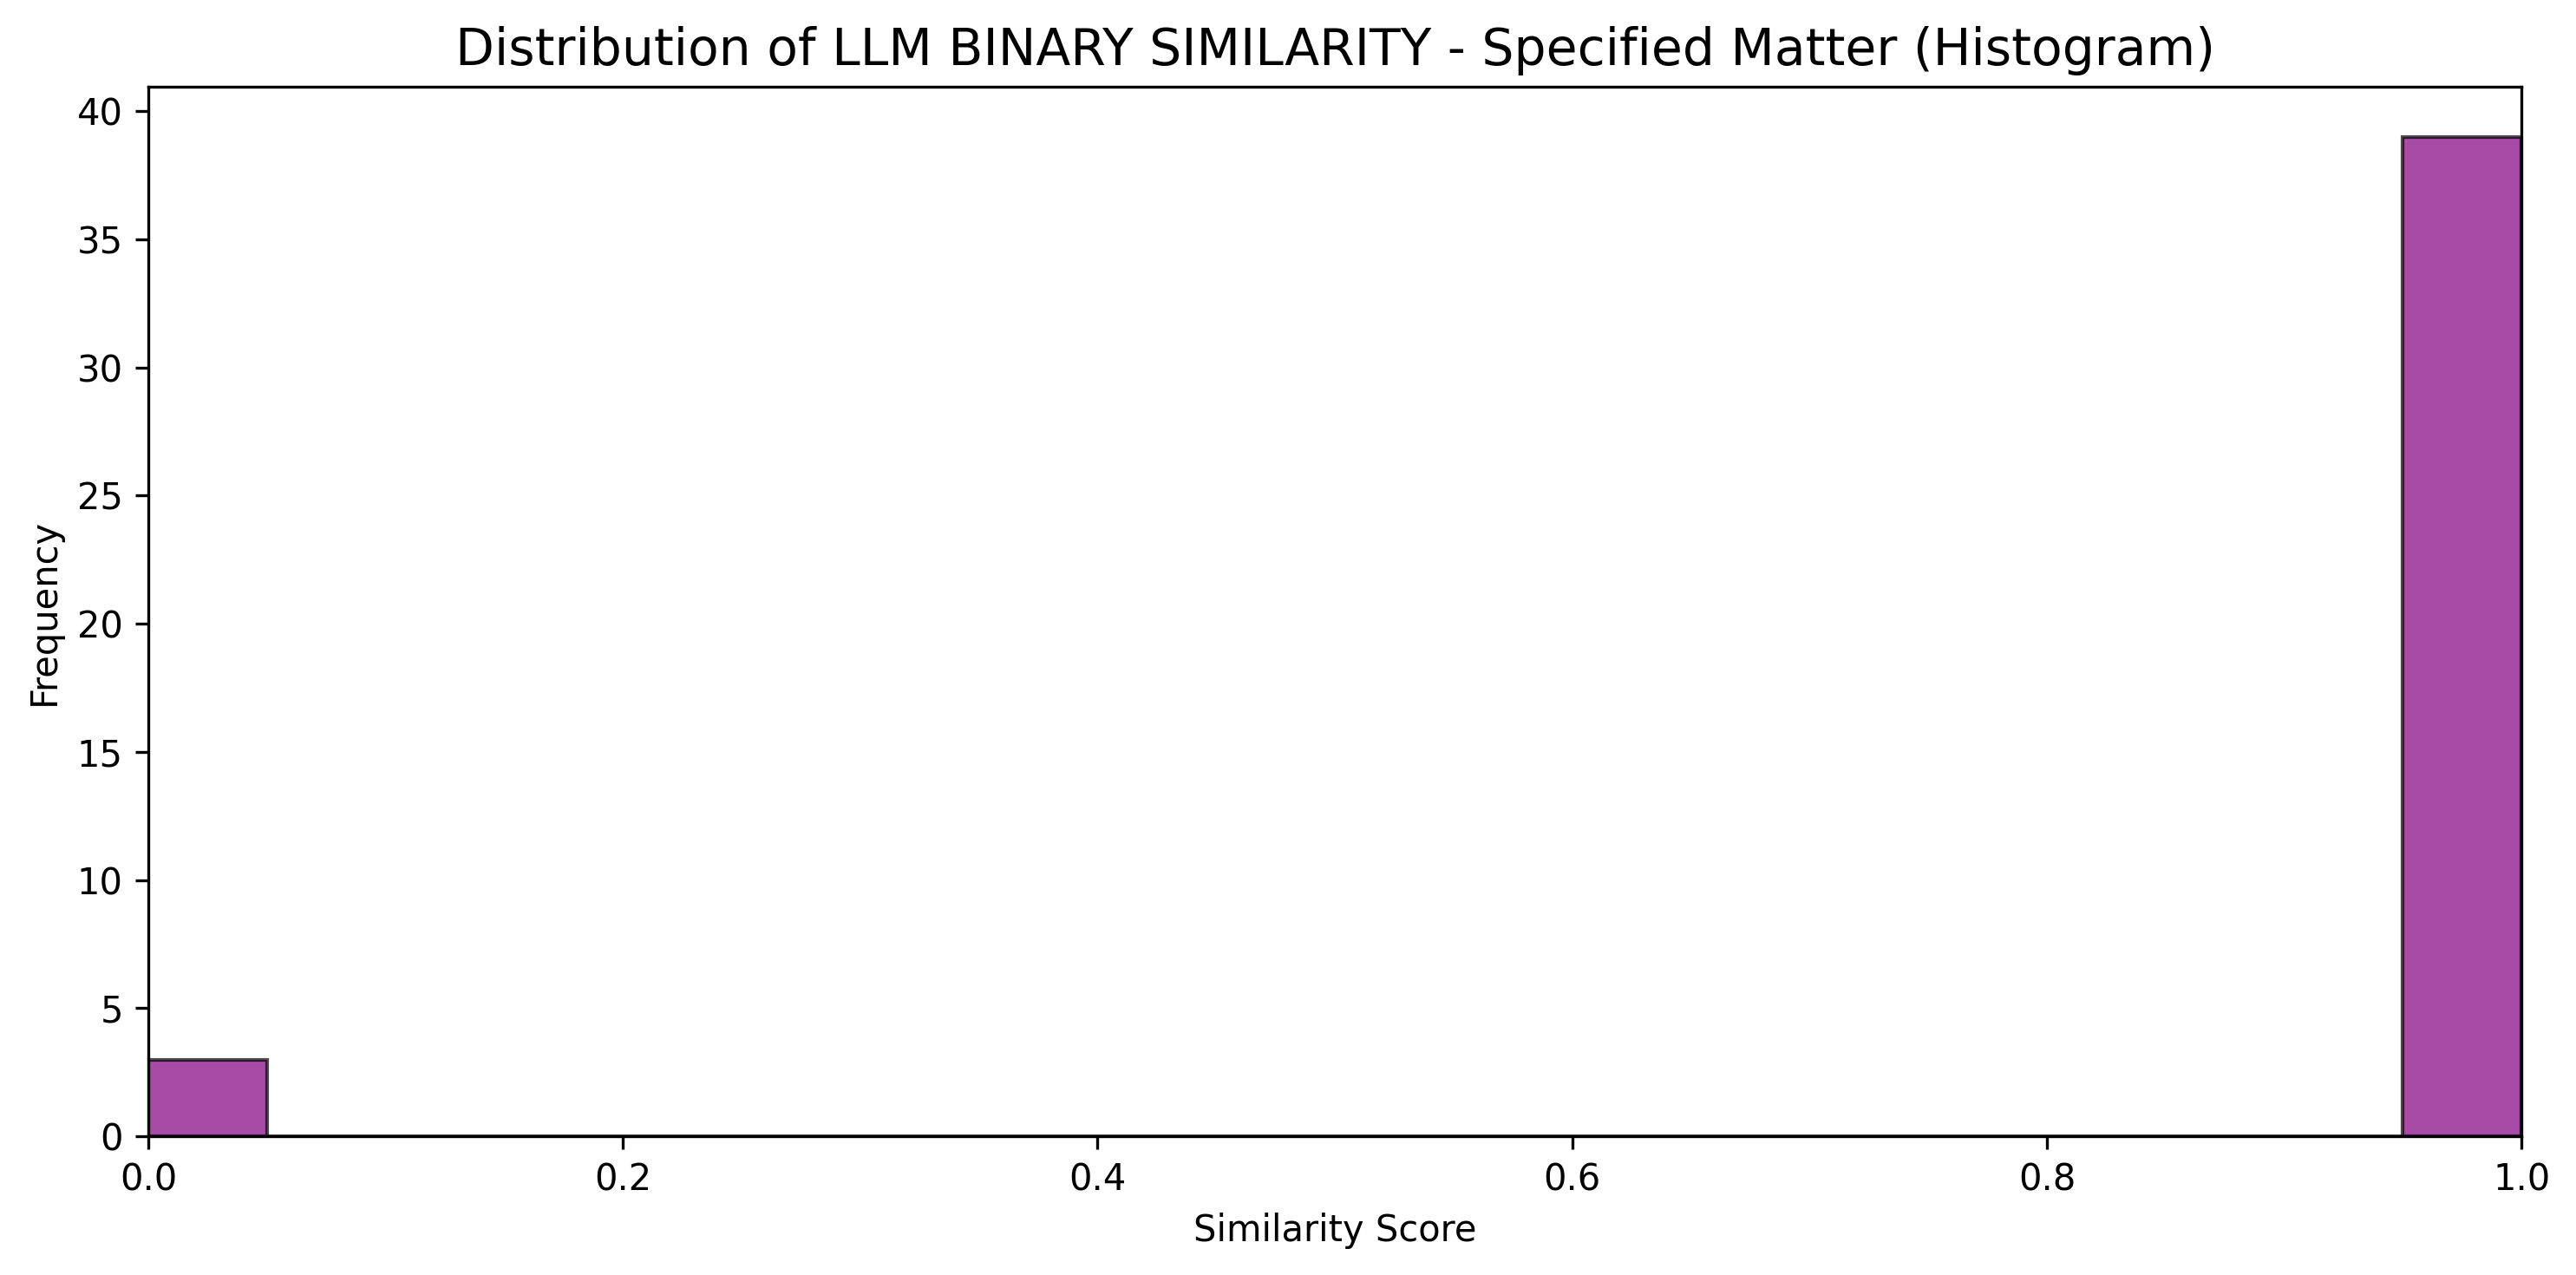 Distribution of LLM BINARY SIMILARITY - Specified Matter (Histogram)
40
35
30
25
20
15
10
5
0
Frequency
0.0 0.2 0.4 0.6 0.8 1.0
Similarity Score